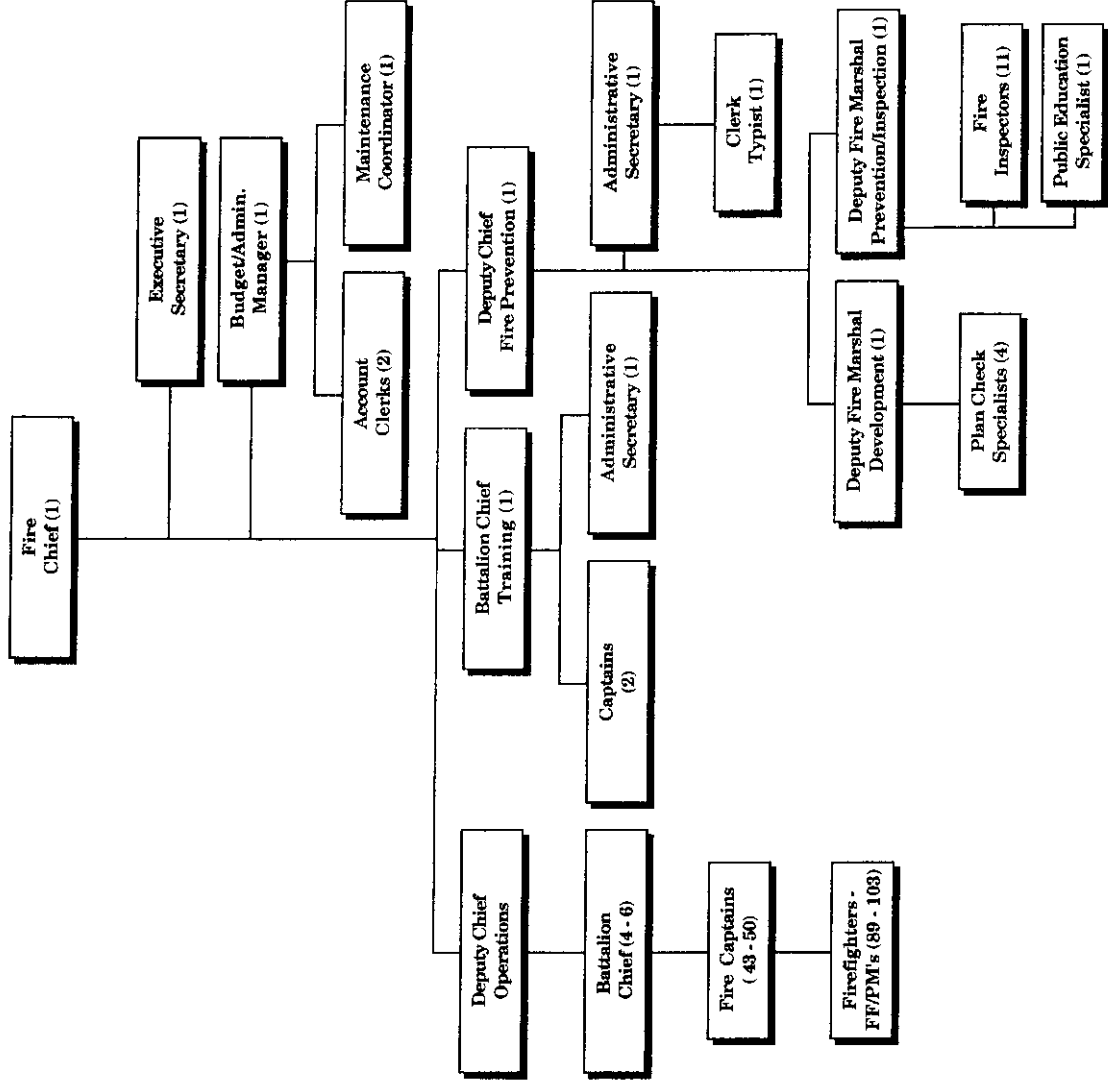 Fire
Chief (1)
Executive
Secretary (1)
Budget/Admin.
Manager (1)
Account
Clerks (2)
Maintenance
Coordinator (1)
Deputy Chief
Operations
Battalion Chief
Training (1)
Deputy Chief
Fire Prevention (1)
Battalion
Chief (4 - 6)
Captains
(2)
Administrative
Secretary (1)
Administrative
Secretary (1)
Fire Captains
( 43 - 50)
Clerk
Typist (1)
Firefighters -
FF/PM's (89 - 103)
Deputy Fire Marshal
Development (1)
Deputy Fire Marshal
Prevention/Inspection (1)
Plan Check
Specialists (4)
Fire
Inspectors (11)
Public Education
Specialist (1)